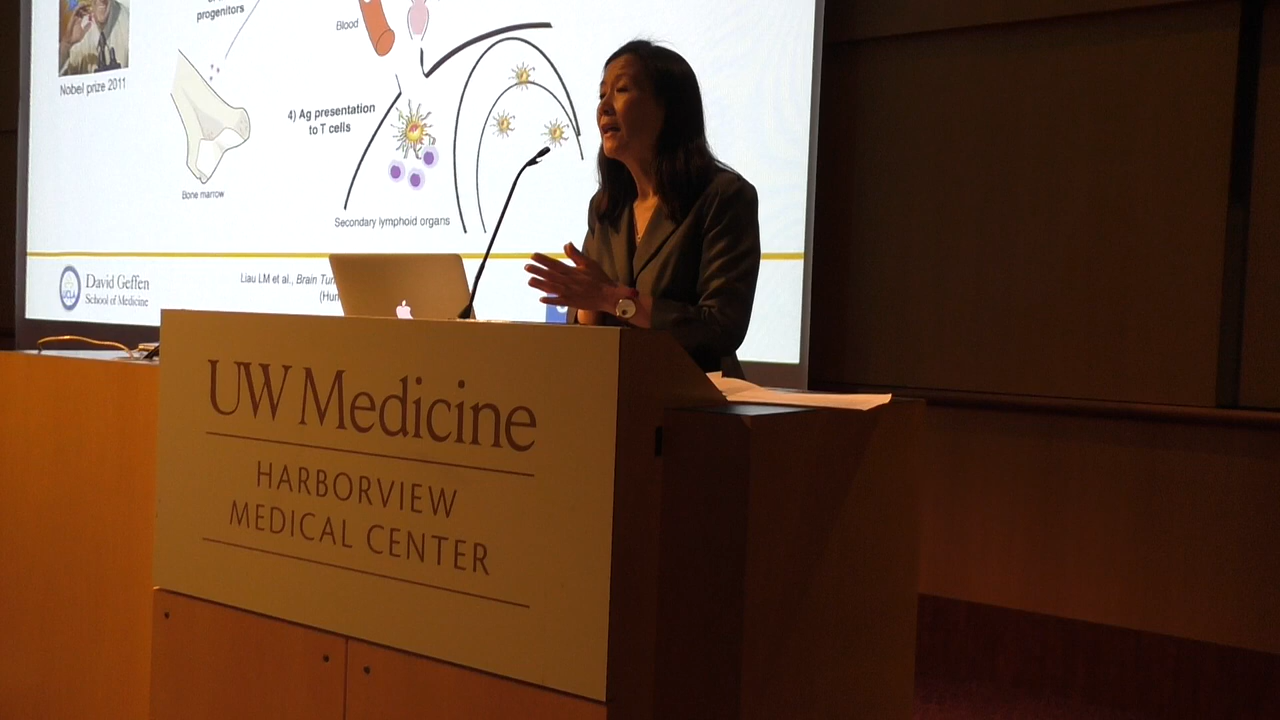 progenitors
Nobel prize 2011
Blood
4) Ag presentation
to T cells
Bone marrow
Secondary lymphoid organs
David Geffen
School of Medicine
UCLA
Liau LM et al., Brain
UW Medicine
HARBORVIEW
MEDICAL CENTER